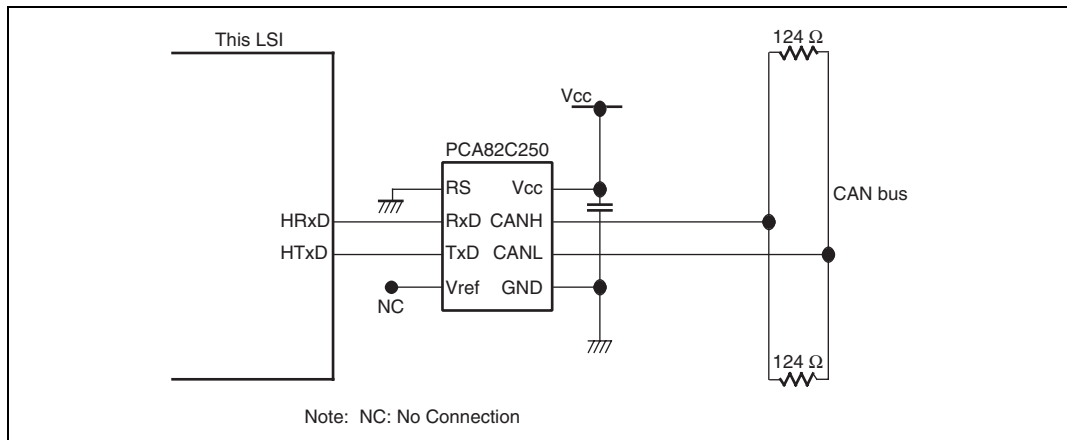 This LSI
124 Ω
Vcc
PCA82C250
RS
Vcc
CAN bus
HRxD
RxD
CANH
HTxD
TxD
CANL
Vref
GND
NC
124 Ω
Note: NC: No Connection